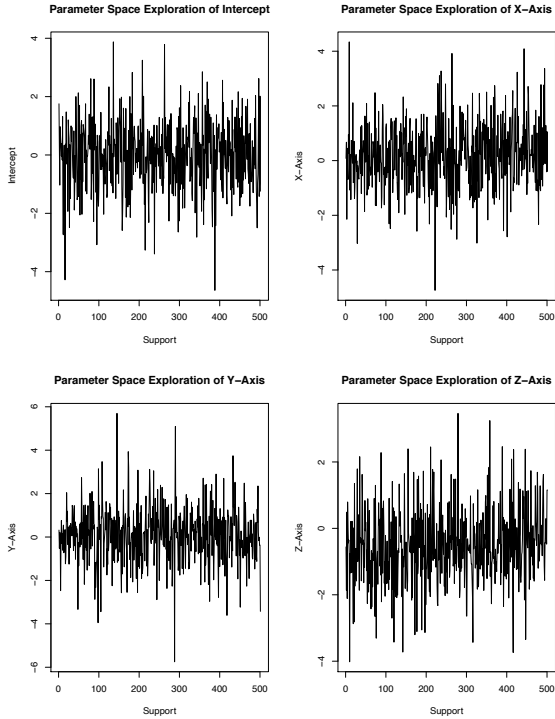 Parameter Space Exploration of Intercept
Intercept
4
2
0
−2
−4
0 100 200 300 400 500
Support
Parameter Space Exploration of X−Axis
X−Axis
4
2
0
−2
−4
0 100 200 300 400 500
Support
Parameter Space Exploration of Y−Axis
Y−Axis
6
4
2
0
−2
−4
−6
0 100 200 300 400 500
Support
Parameter Space Exploration of Z−Axis
Z−Axis
2
0
−2
−4
0 100 200 300 400 500
Support